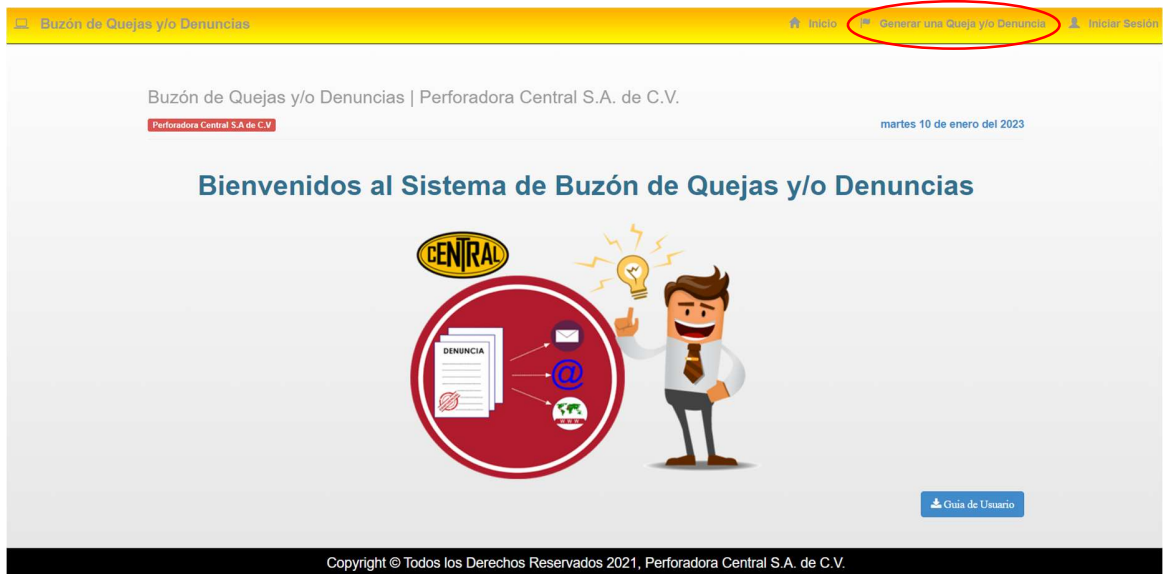 Buzón de Quejas y/o Denuncias
Inicio
Generar una Queja y/o Denuncia
Iniciar Sesión
Buzón de Quejas y/o Denuncias | Perforadora Central S.A. de C.V.
Perforadora Central S.A de C.V
martes 10 de enero del 2023
Bienvenidos al Sistema de Buzón de Quejas y/o Denuncias
CENTRAL
DENUNCIA
@
WWW
Guia de Usuario
Copyright © Todos los Derechos Reservados 2021, Perforadora Central S.A. de C.V.